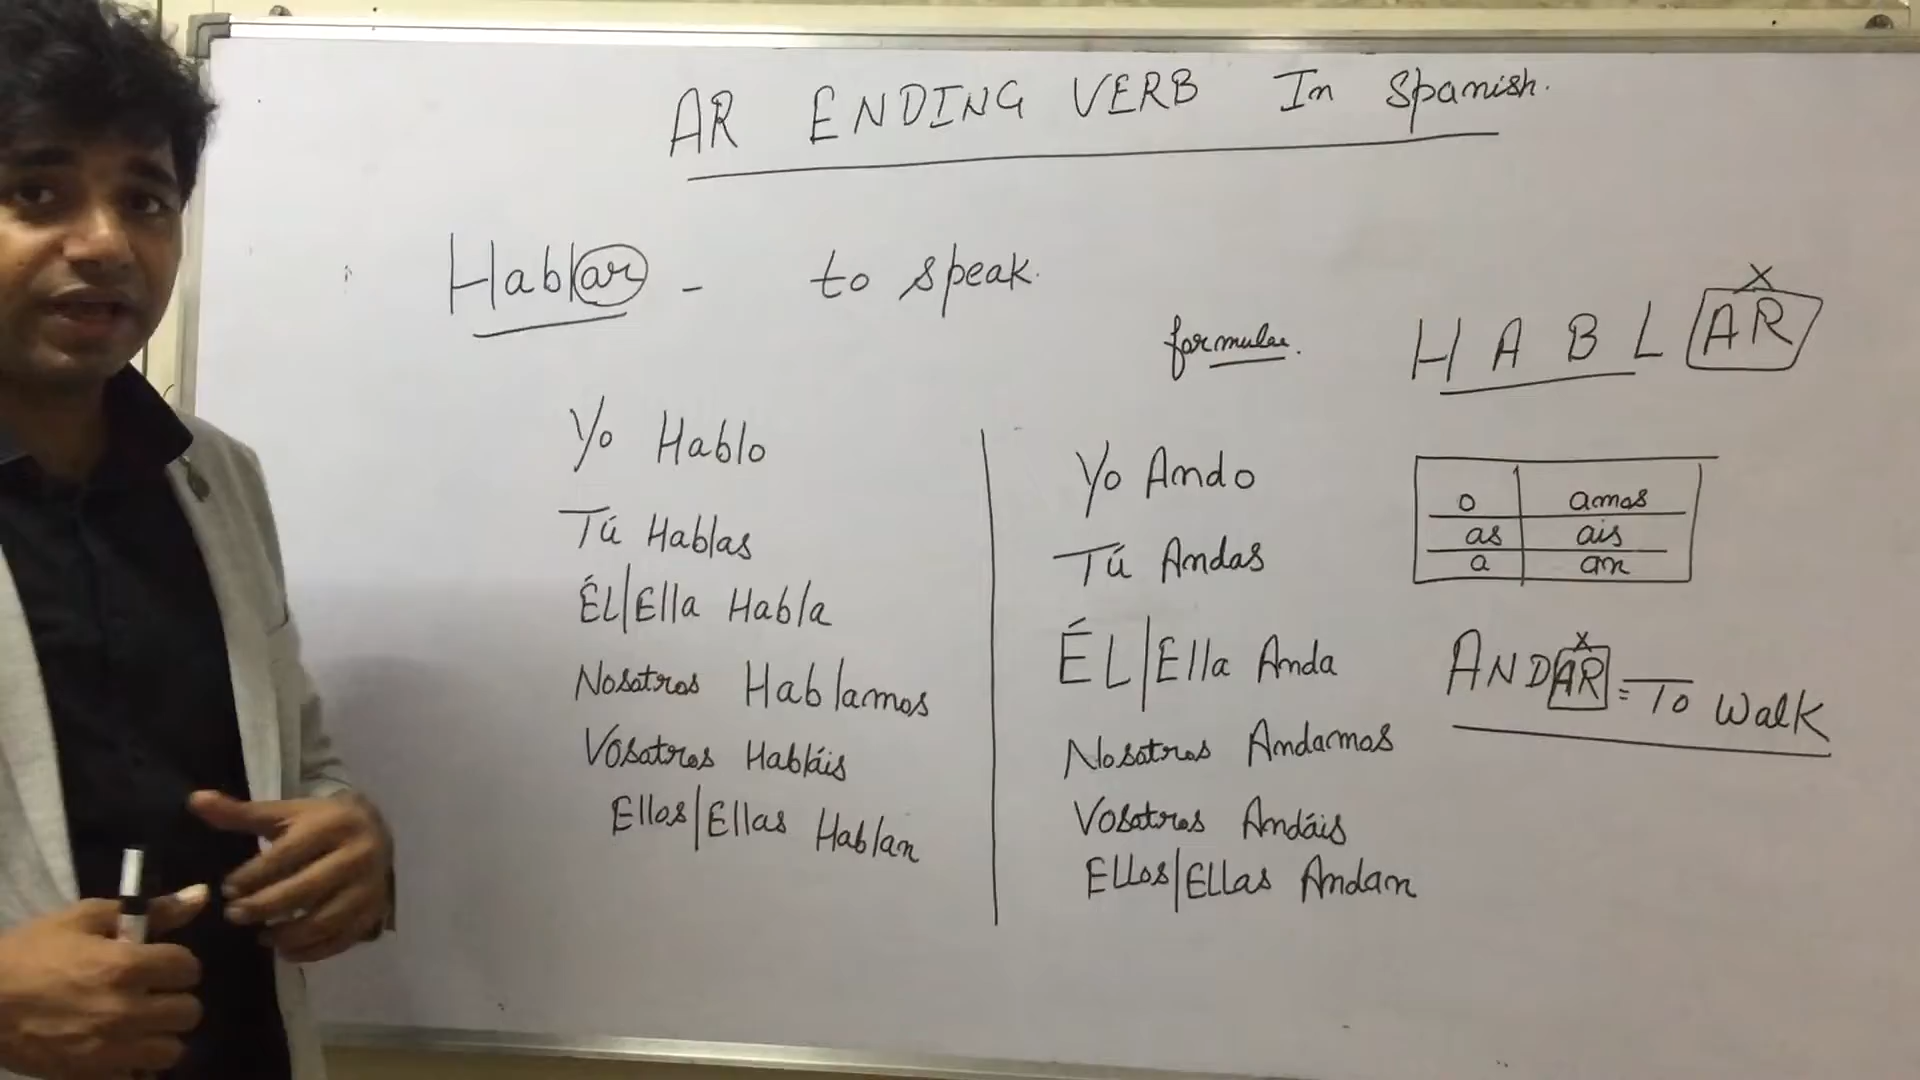 AR ENDING VERB In Spanish.
Hablar - to speak.
Yo Hablo
Tú Hablas
ÉL|Ella Habla
Nosotros Hablamos
Vosotros Habláis
Ellos|Ellas Hablan
Yo Ando
Tú Andas
ÉL|Ella Anda
Nosotros Andamos
Vosotros Andáis
ELLos|ELLas Andan
formulae. HABL AR X
o amos
as ais
a an
ANDAR X = To Walk